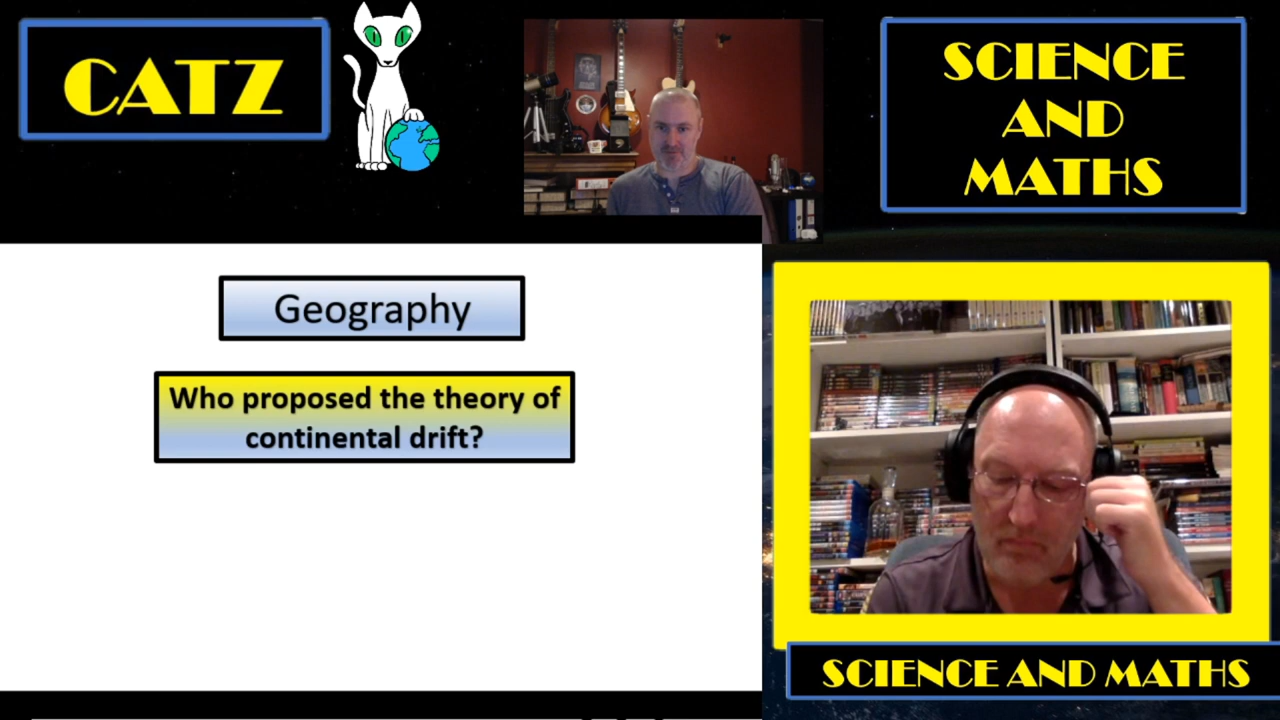 CATZ
SCIENCE
AND
MATHS
Geography
Who proposed the theory of
continental drift?
SCIENCE AND MATHS